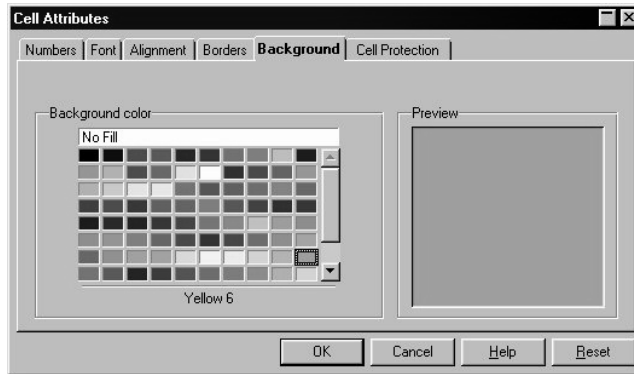 Cell Attributes
Numbers Font Alignment Borders Background Cell Protection
Background color
Preview
No Fill
Yellow 6
OK Cancel Help Reset